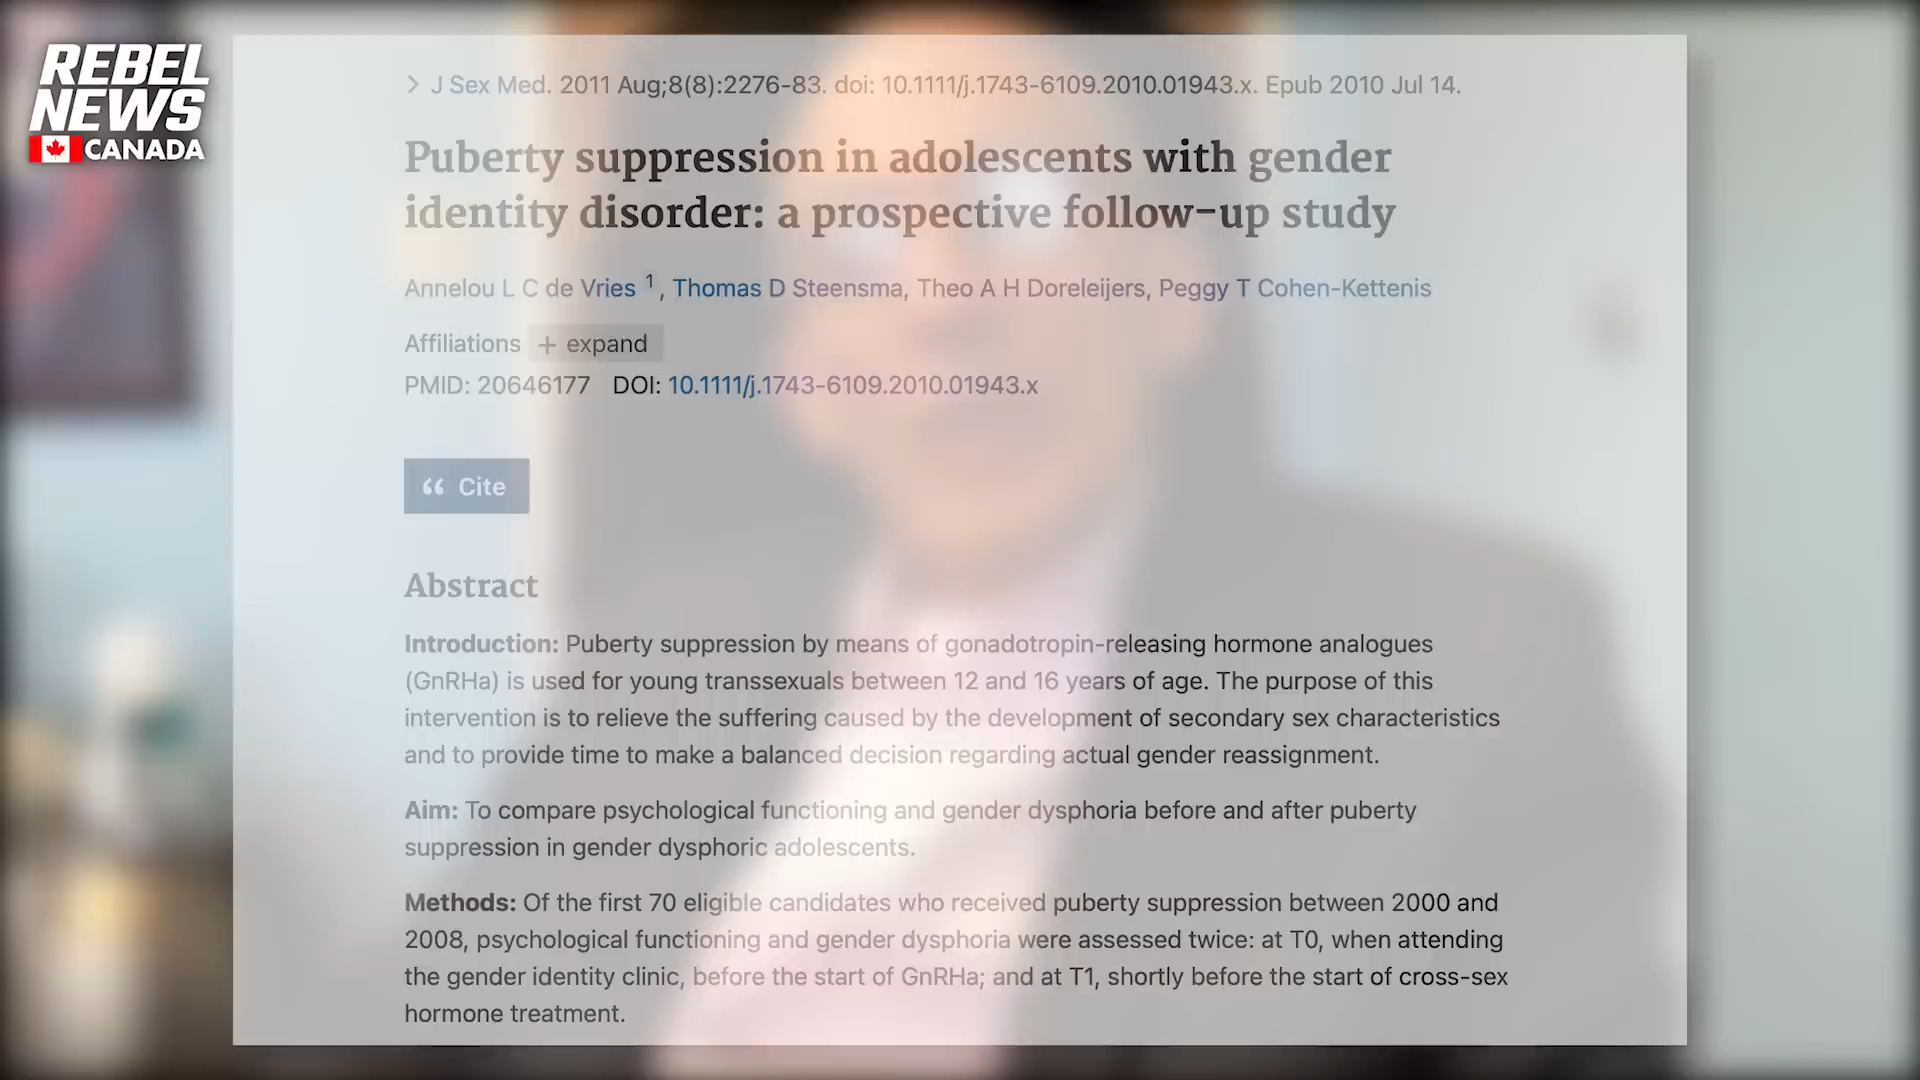 REBEL
NEWS
CANADA
> J Sex Med. 2011 Aug;8(8):2276-83. doi: 10.1111/j.1743-6109.2010.01943.x. Epub 2010 Jul 14.
Puberty suppression in adolescents with gender
identity disorder: a prospective follow-up study
Annelou L C de Vries 1, Thomas D Steensma, Theo A H Doreleijers, Peggy T Cohen-Kettenis
Affiliations + expand
PMID: 20646177 DOI: 10.1111/j.1743-6109.2010.01943.x
“ Cite
Abstract
Introduction: Puberty suppression by means of gonadotropin-releasing hormone analogues
(GnRHa) is used for young transsexuals between 12 and 16 years of age. The purpose of this
intervention is to relieve the suffering caused by the development of secondary sex characteristics
and to provide time to make a balanced decision regarding actual gender reassignment.
Aim: To compare psychological functioning and gender dysphoria before and after puberty
suppression in gender dysphoric adolescents.
Methods: Of the first 70 eligible candidates who received puberty suppression between 2000 and
2008, psychological functioning and gender dysphoria were assessed twice: at T0, when attending
the gender identity clinic, before the start of GnRHa; and at T1, shortly before the start of cross-sex
hormone treatment.